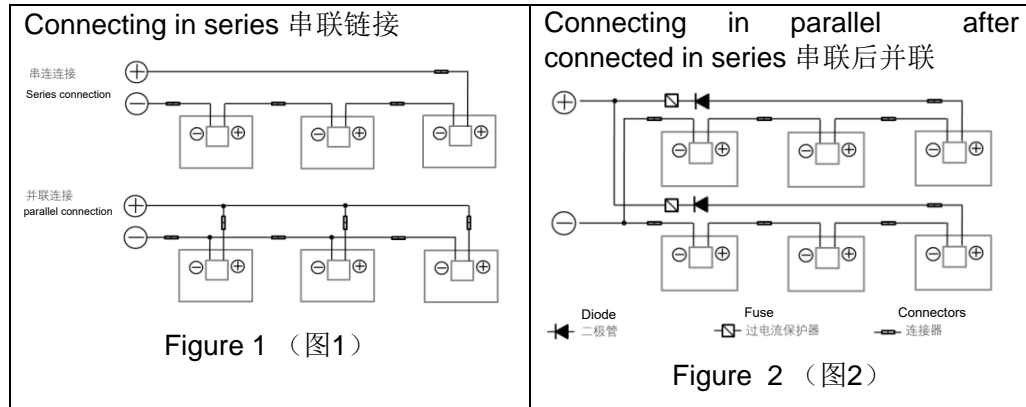 Connecting in series 串联链接
串连连接
Series connection
并联连接
parallel connection
Figure 1 （图1）
Connecting in parallel after
connected in series 串联后并联
Diode
二极管
Fuse
过电流保护器
Connectors
连接器
Figure 2 （图2）